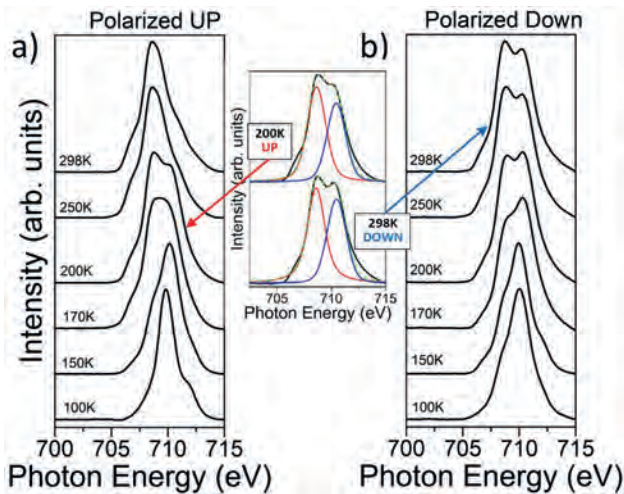 Polarized UP
Polarized Down
a)
b)
Intensity (arb. units)
298K
250K
200K
170K
150K
100K
700 705 710 715
Photon Energy (eV)
200K
UP
298K
DOWN
Intensity (arb. units)
705 710 715
Photon Energy (eV)
298K
250K
200K
170K
150K
100K
700 705 710 715
Photon Energy (eV)